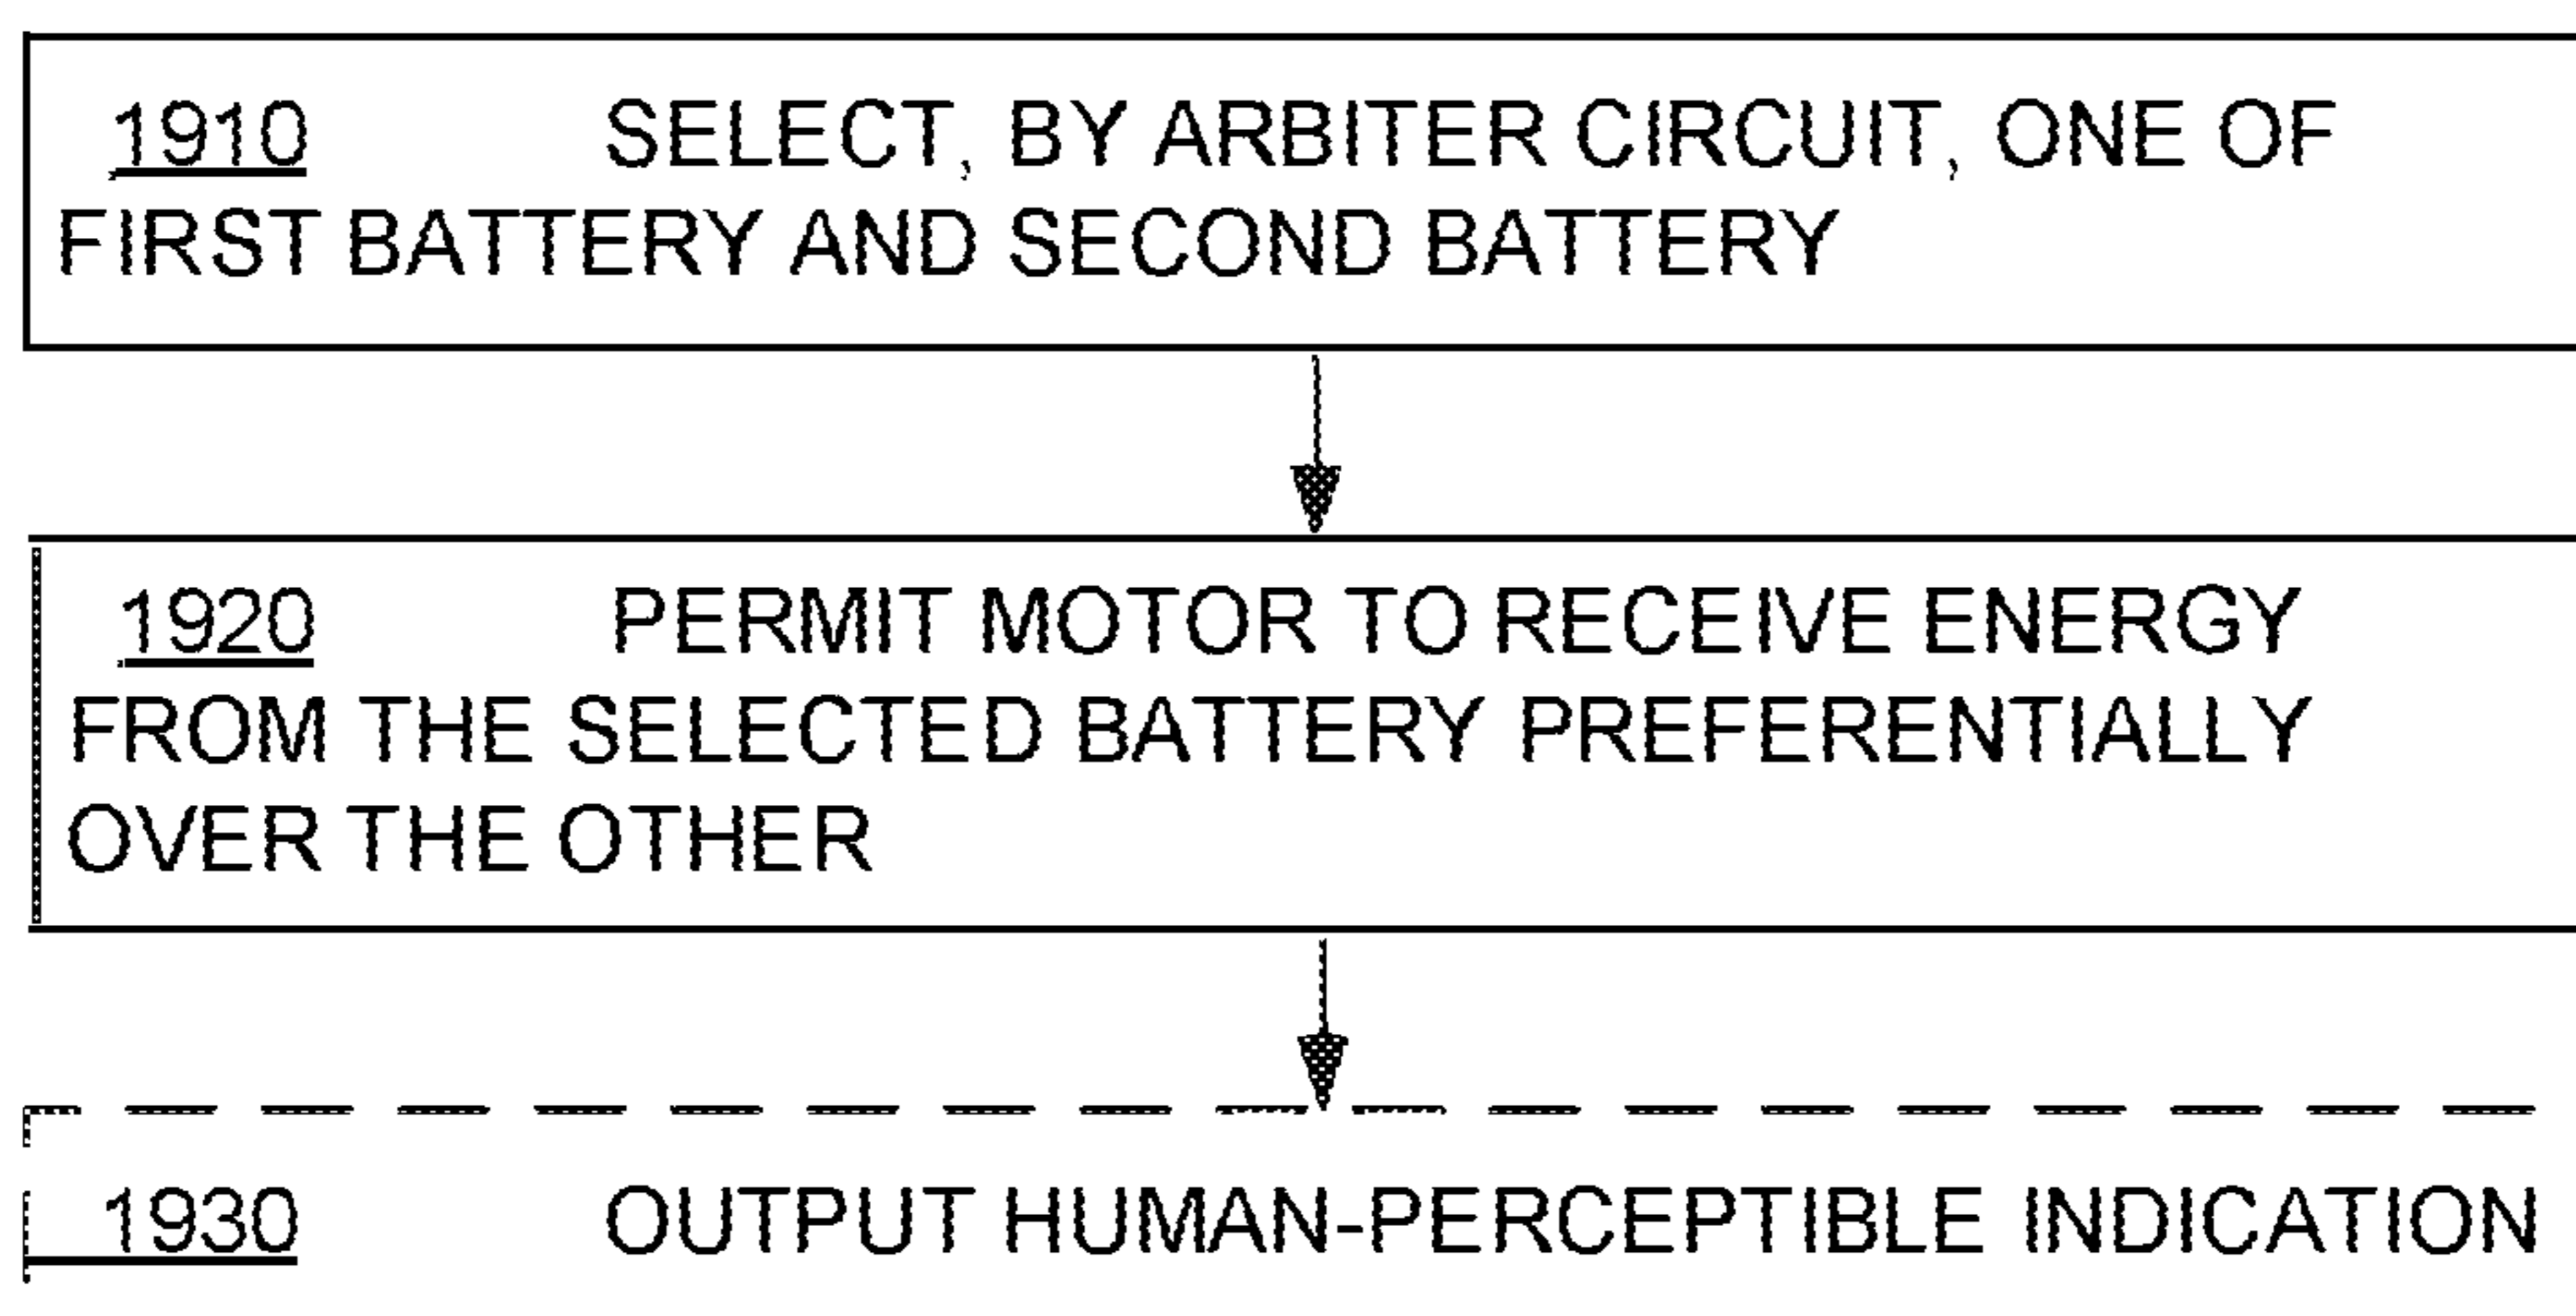 1910 SELECT, BY ARBITER CIRCUIT, ONE OF
FIRST BATTERY AND SECOND BATTERY
1920 PERMIT MOTOR TO RECEIVE ENERGY
FROM THE SELECTED BATTERY PREFERENTIALLY
OVER THE OTHER
1930 OUTPUT HUMAN-PERCEPTIBLE INDICATION